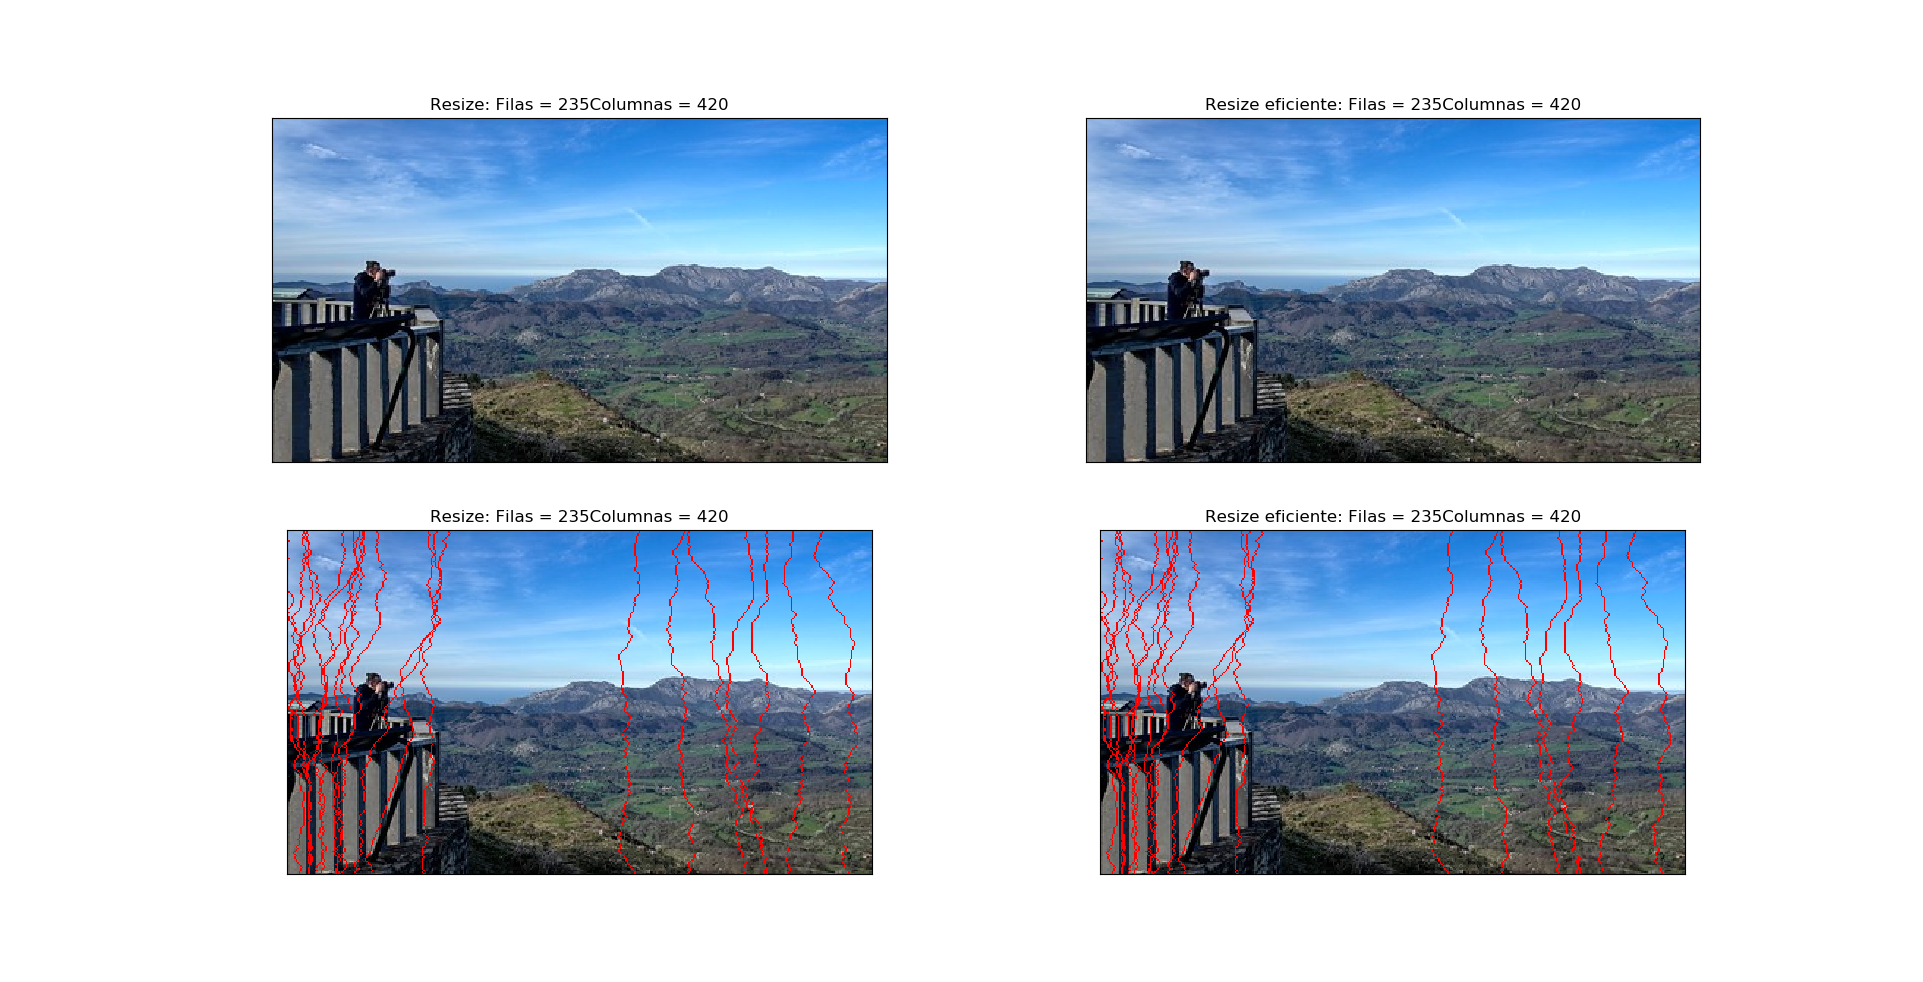 Resize: Filas = 235Columnas = 420
Resize eficiente: Filas = 235Columnas = 420
Resize: Filas = 235Columnas = 420
Resize eficiente: Filas = 235Columnas = 420